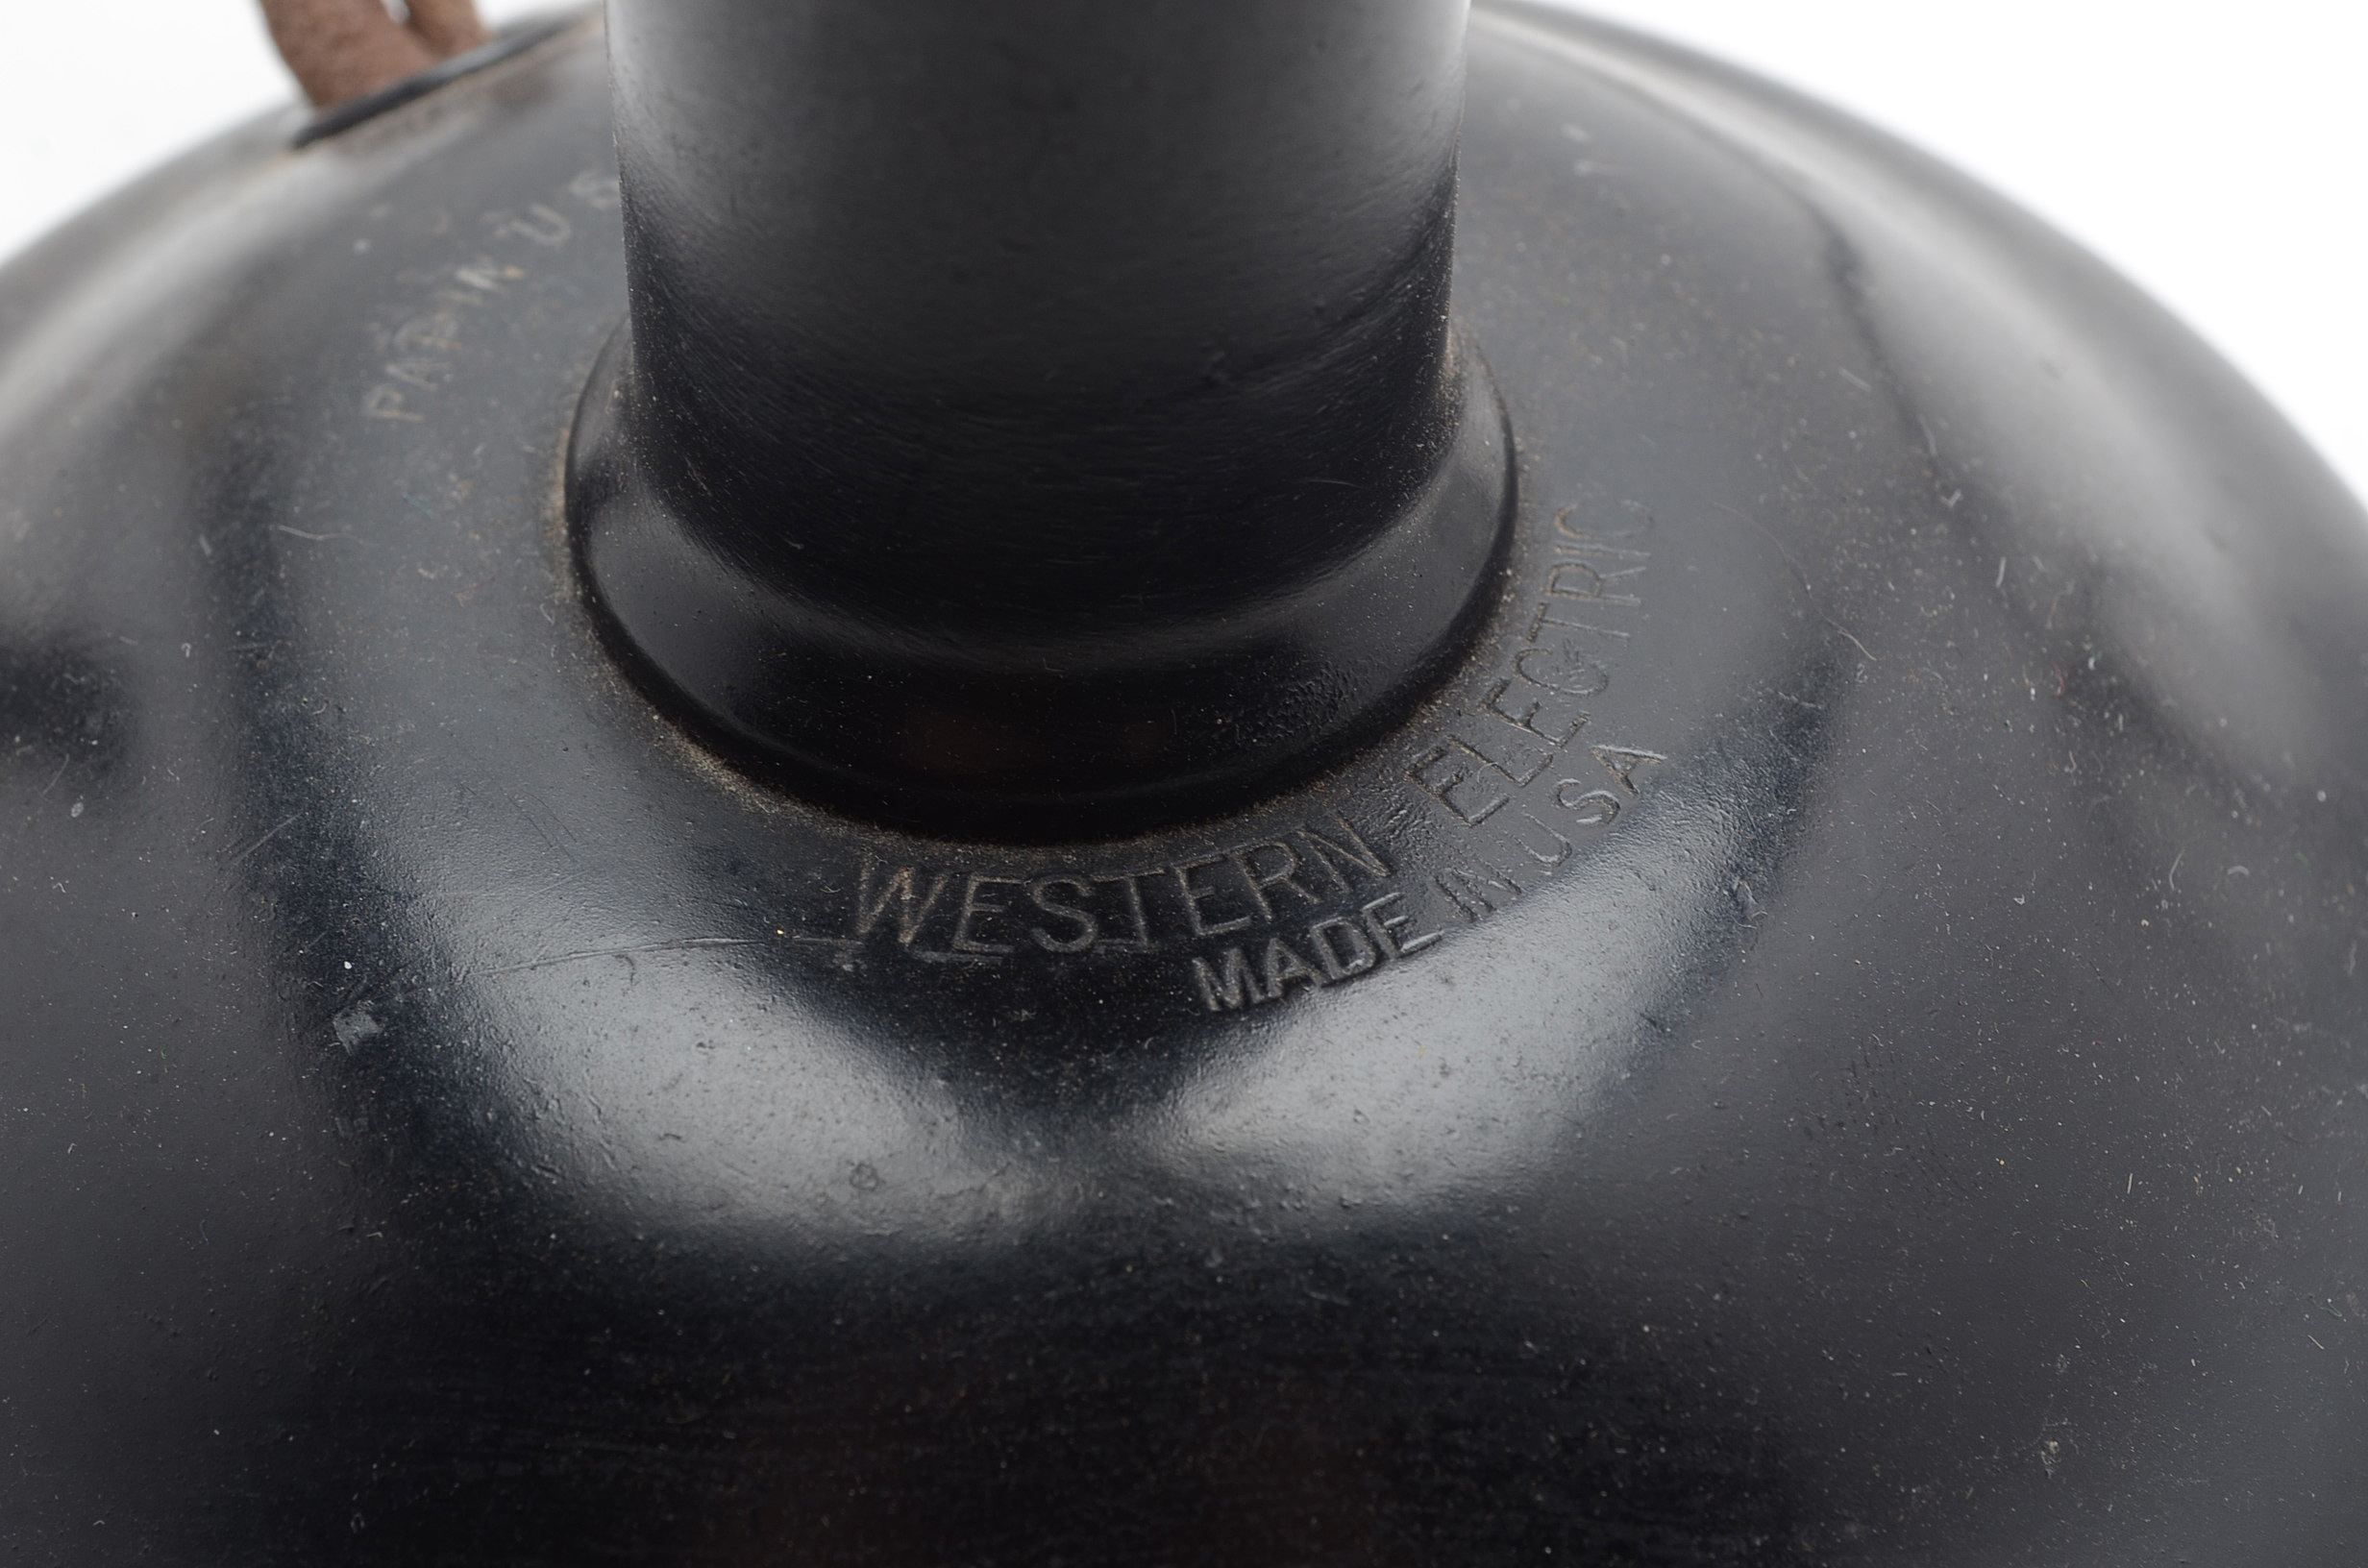 PAT. IN U S
WESTERN ELECTRIC
MADE IN USA